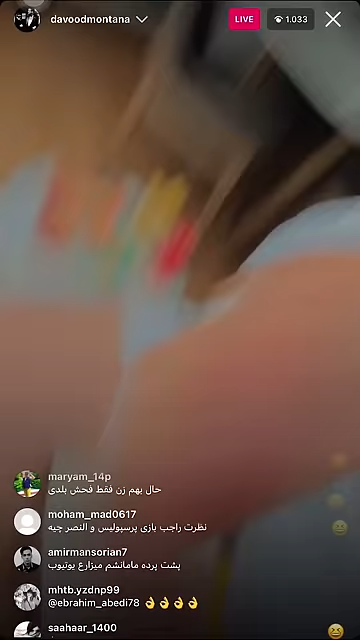 davoodmontana
LIVE
1.033
maryam_14p
حال بهم زن فقط فحش بلدی
moham_mad0617
نظرت راجب بازی پرسپولیس و النصر چیه
amirmansorian7
پشت پرده مامانشم میزارع یوتیوب
mhtb.yzdnp99
@ebrahim_abedi78 👌👌👌👌
saahaar_1400